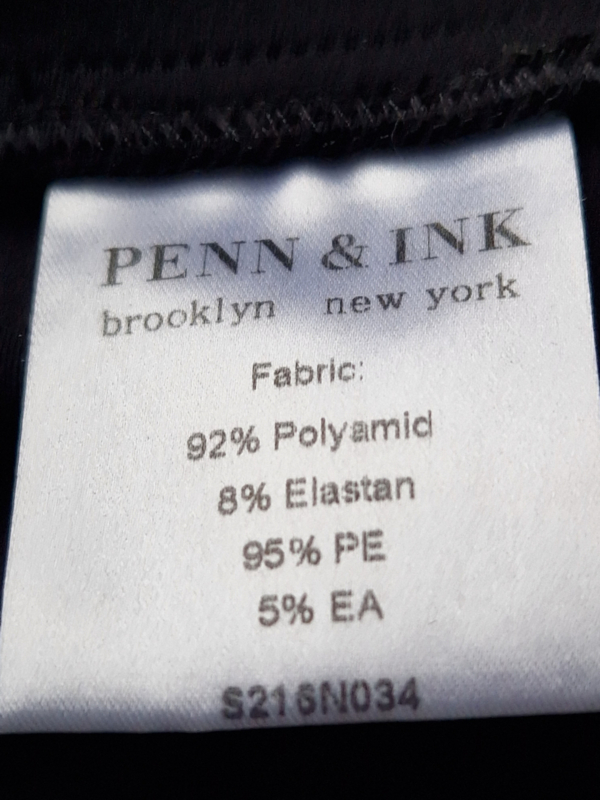 PENN & INK
brooklyn new york
Fabric:
92% Polyamid
8% Elastan
95% PE
5% EA
S216N034